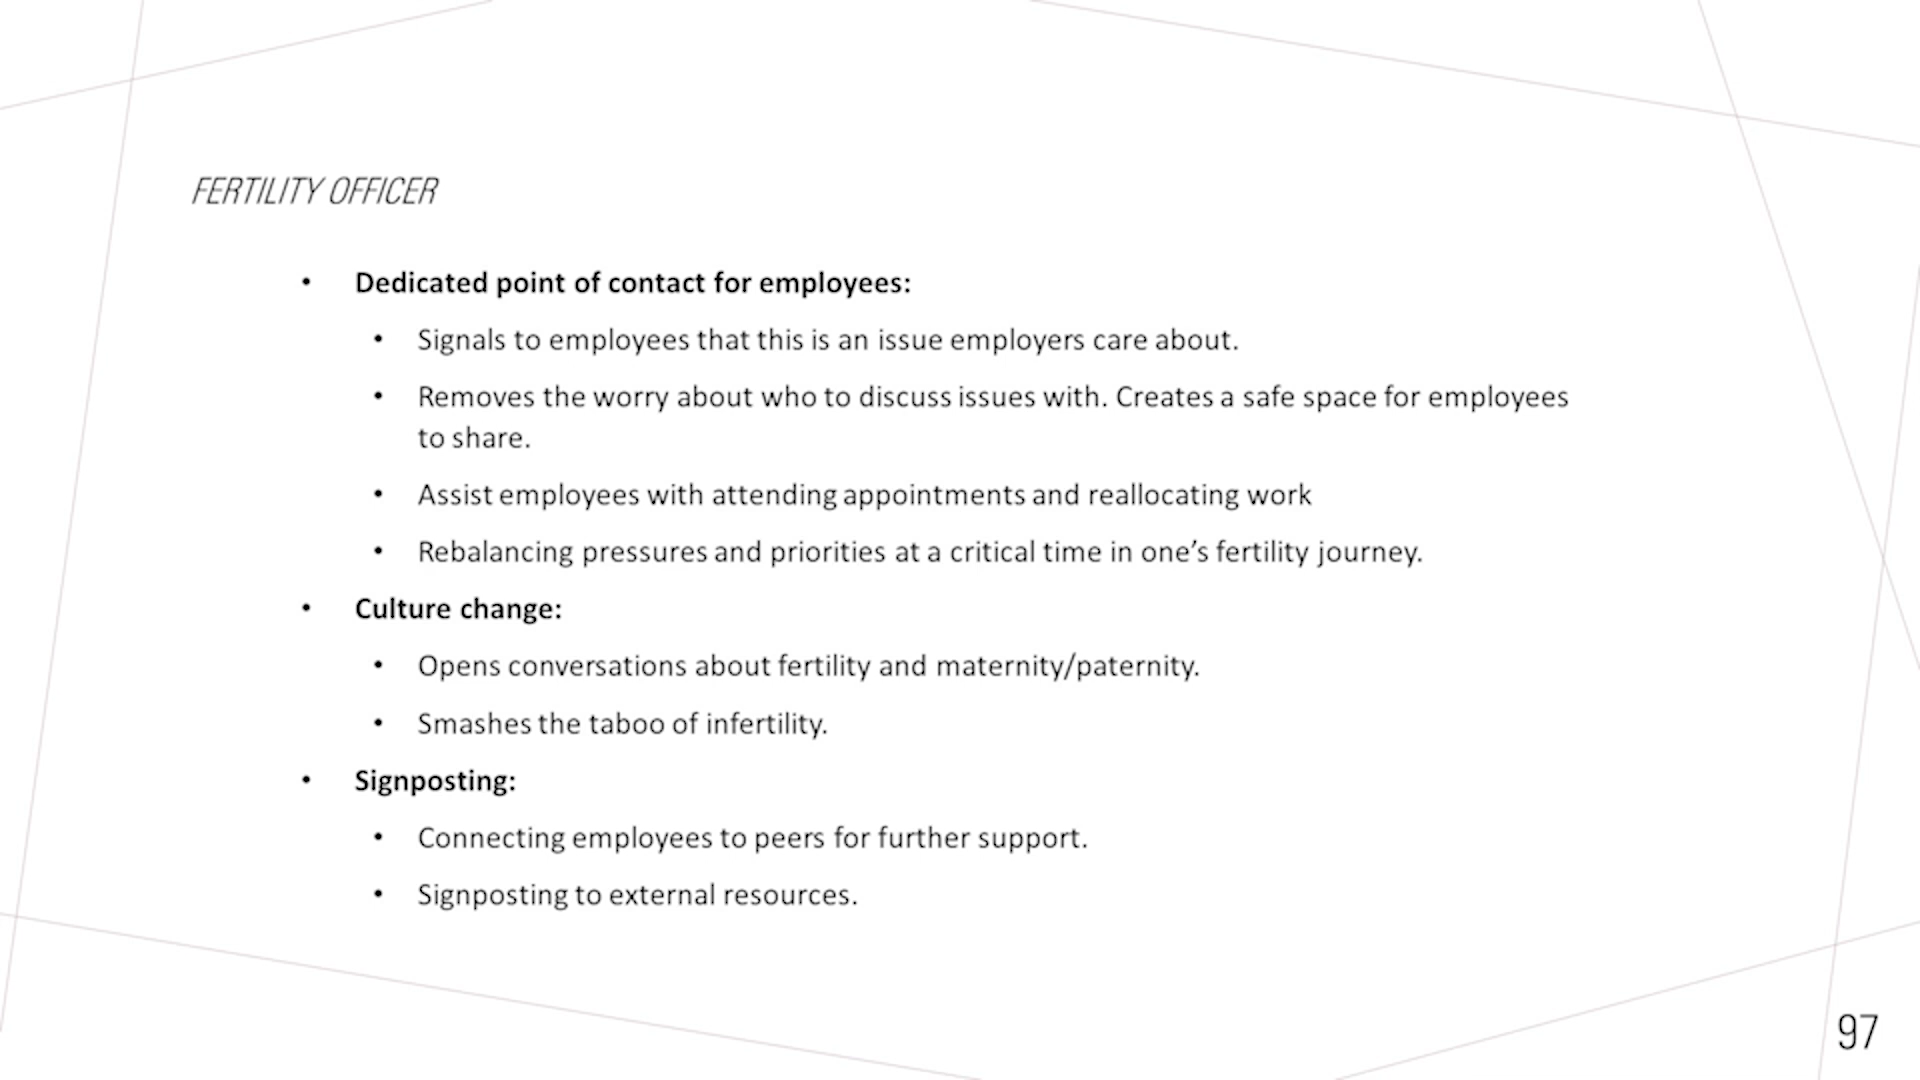 FERTILITY OFFICER
• Dedicated point of contact for employees:
• Signals to employees that this is an issue employers care about.
• Removes the worry about who to discuss issues with. Creates a safe space for employees
to share.
• Assist employees with attending appointments and reallocating work
• Rebalancing pressures and priorities at a critical time in one’s fertility journey.
• Culture change:
• Opens conversations about fertility and maternity/paternity.
• Smashes the taboo of infertility.
• Signposting:
• Connecting employees to peers for further support.
• Signposting to external resources.
97